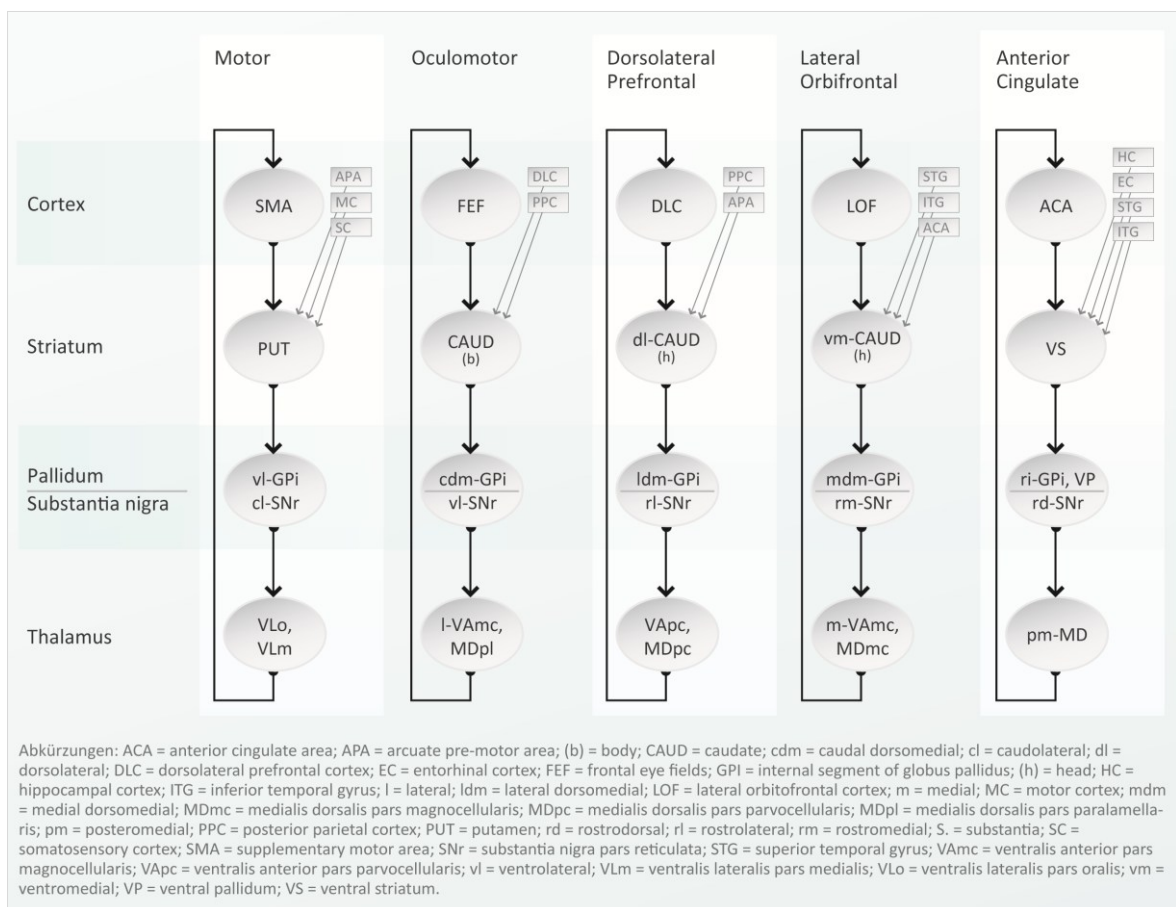 Motor
Oculomotor
Dorsolateral
Prefrontal
Lateral
Orbifrontal
Anterior
Cingulate
Cortex
SMA
APA
MC
SC
FEF
DLC
PPC
DLC
PPC
APA
LOF
STG
ITG
ACA
ACA
HC
EC
STG
ITG
Striatum
PUT
CAUD
(b)
dl-CAUD
(h)
vm-CAUD
(h)
VS
Pallidum
Substantia nigra
vl-GPi
cl-SNr
cdm-GPi
vl-SNr
ldm-GPi
rl-SNr
mdm-GPi
rm-SNr
ri-GPi, VP
rd-SNr
Thalamus
VLo,
VLm
l-VAmc,
MDpl
VApc,
MDpc
m-VAmc,
MDmc
pm-MD
Abkürzungen: ACA = anterior cingulate area; APA = arcuate pre-motor area; (b) = body; CAUD = caudate; cdm = caudal dorsomedial; cl = caudolateral; dl =
dorsolateral; DLC = dorsolateral prefrontal cortex; EC = entorhinal cortex; FEF = frontal eye fields; GPI = internal segment of globus pallidus; (h) = head; HC =
hippocampal cortex; ITG = inferior temporal gyrus; l = lateral; ldm = lateral dorsomedial; LOF = lateral orbitofrontal cortex; m = medial; MC = motor cortex; mdm
= medial dorsomedial; MDmc = medialis dorsalis pars magnocellularis; MDpc = medialis dorsalis pars parvocellularis; MDpl = medialis dorsalis pars paralamella-
ris; pm = posteromedial; PPC = posterior parietal cortex; PUT = putamen; rd = rostrodorsal; rl = rostrolateral; rm = rostromedial; S. = substantia; SC =
somatosensory cortex; SMA = supplementary motor area; SNr = substantia nigra pars reticulata; STG = superior temporal gyrus; VAmc = ventralis anterior pars
magnocellularis; VApc = ventralis anterior pars parvocellularis; vl = ventrolateral; VLm = ventralis lateralis pars medialis; VLo = ventralis lateralis pars oralis; vm =
ventromedial; VP = ventral pallidum; VS = ventral striatum.